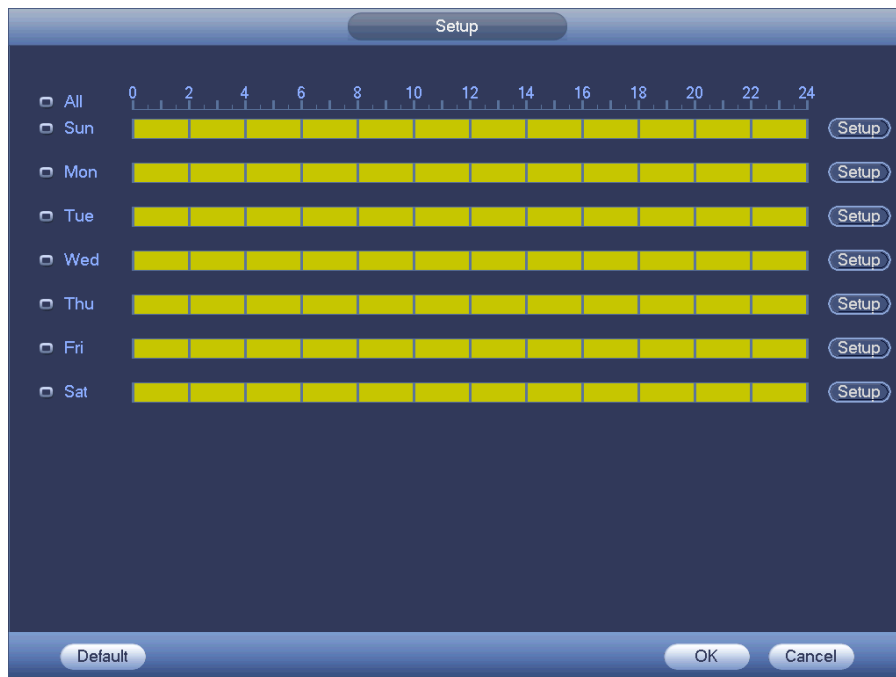 Setup
All 0 2 4 6 8 10 12 14 16 18 20 22 24
Sun Setup
Mon Setup
Tue Setup
Wed Setup
Thu Setup
Fri Setup
Sat Setup
Default OK Cancel